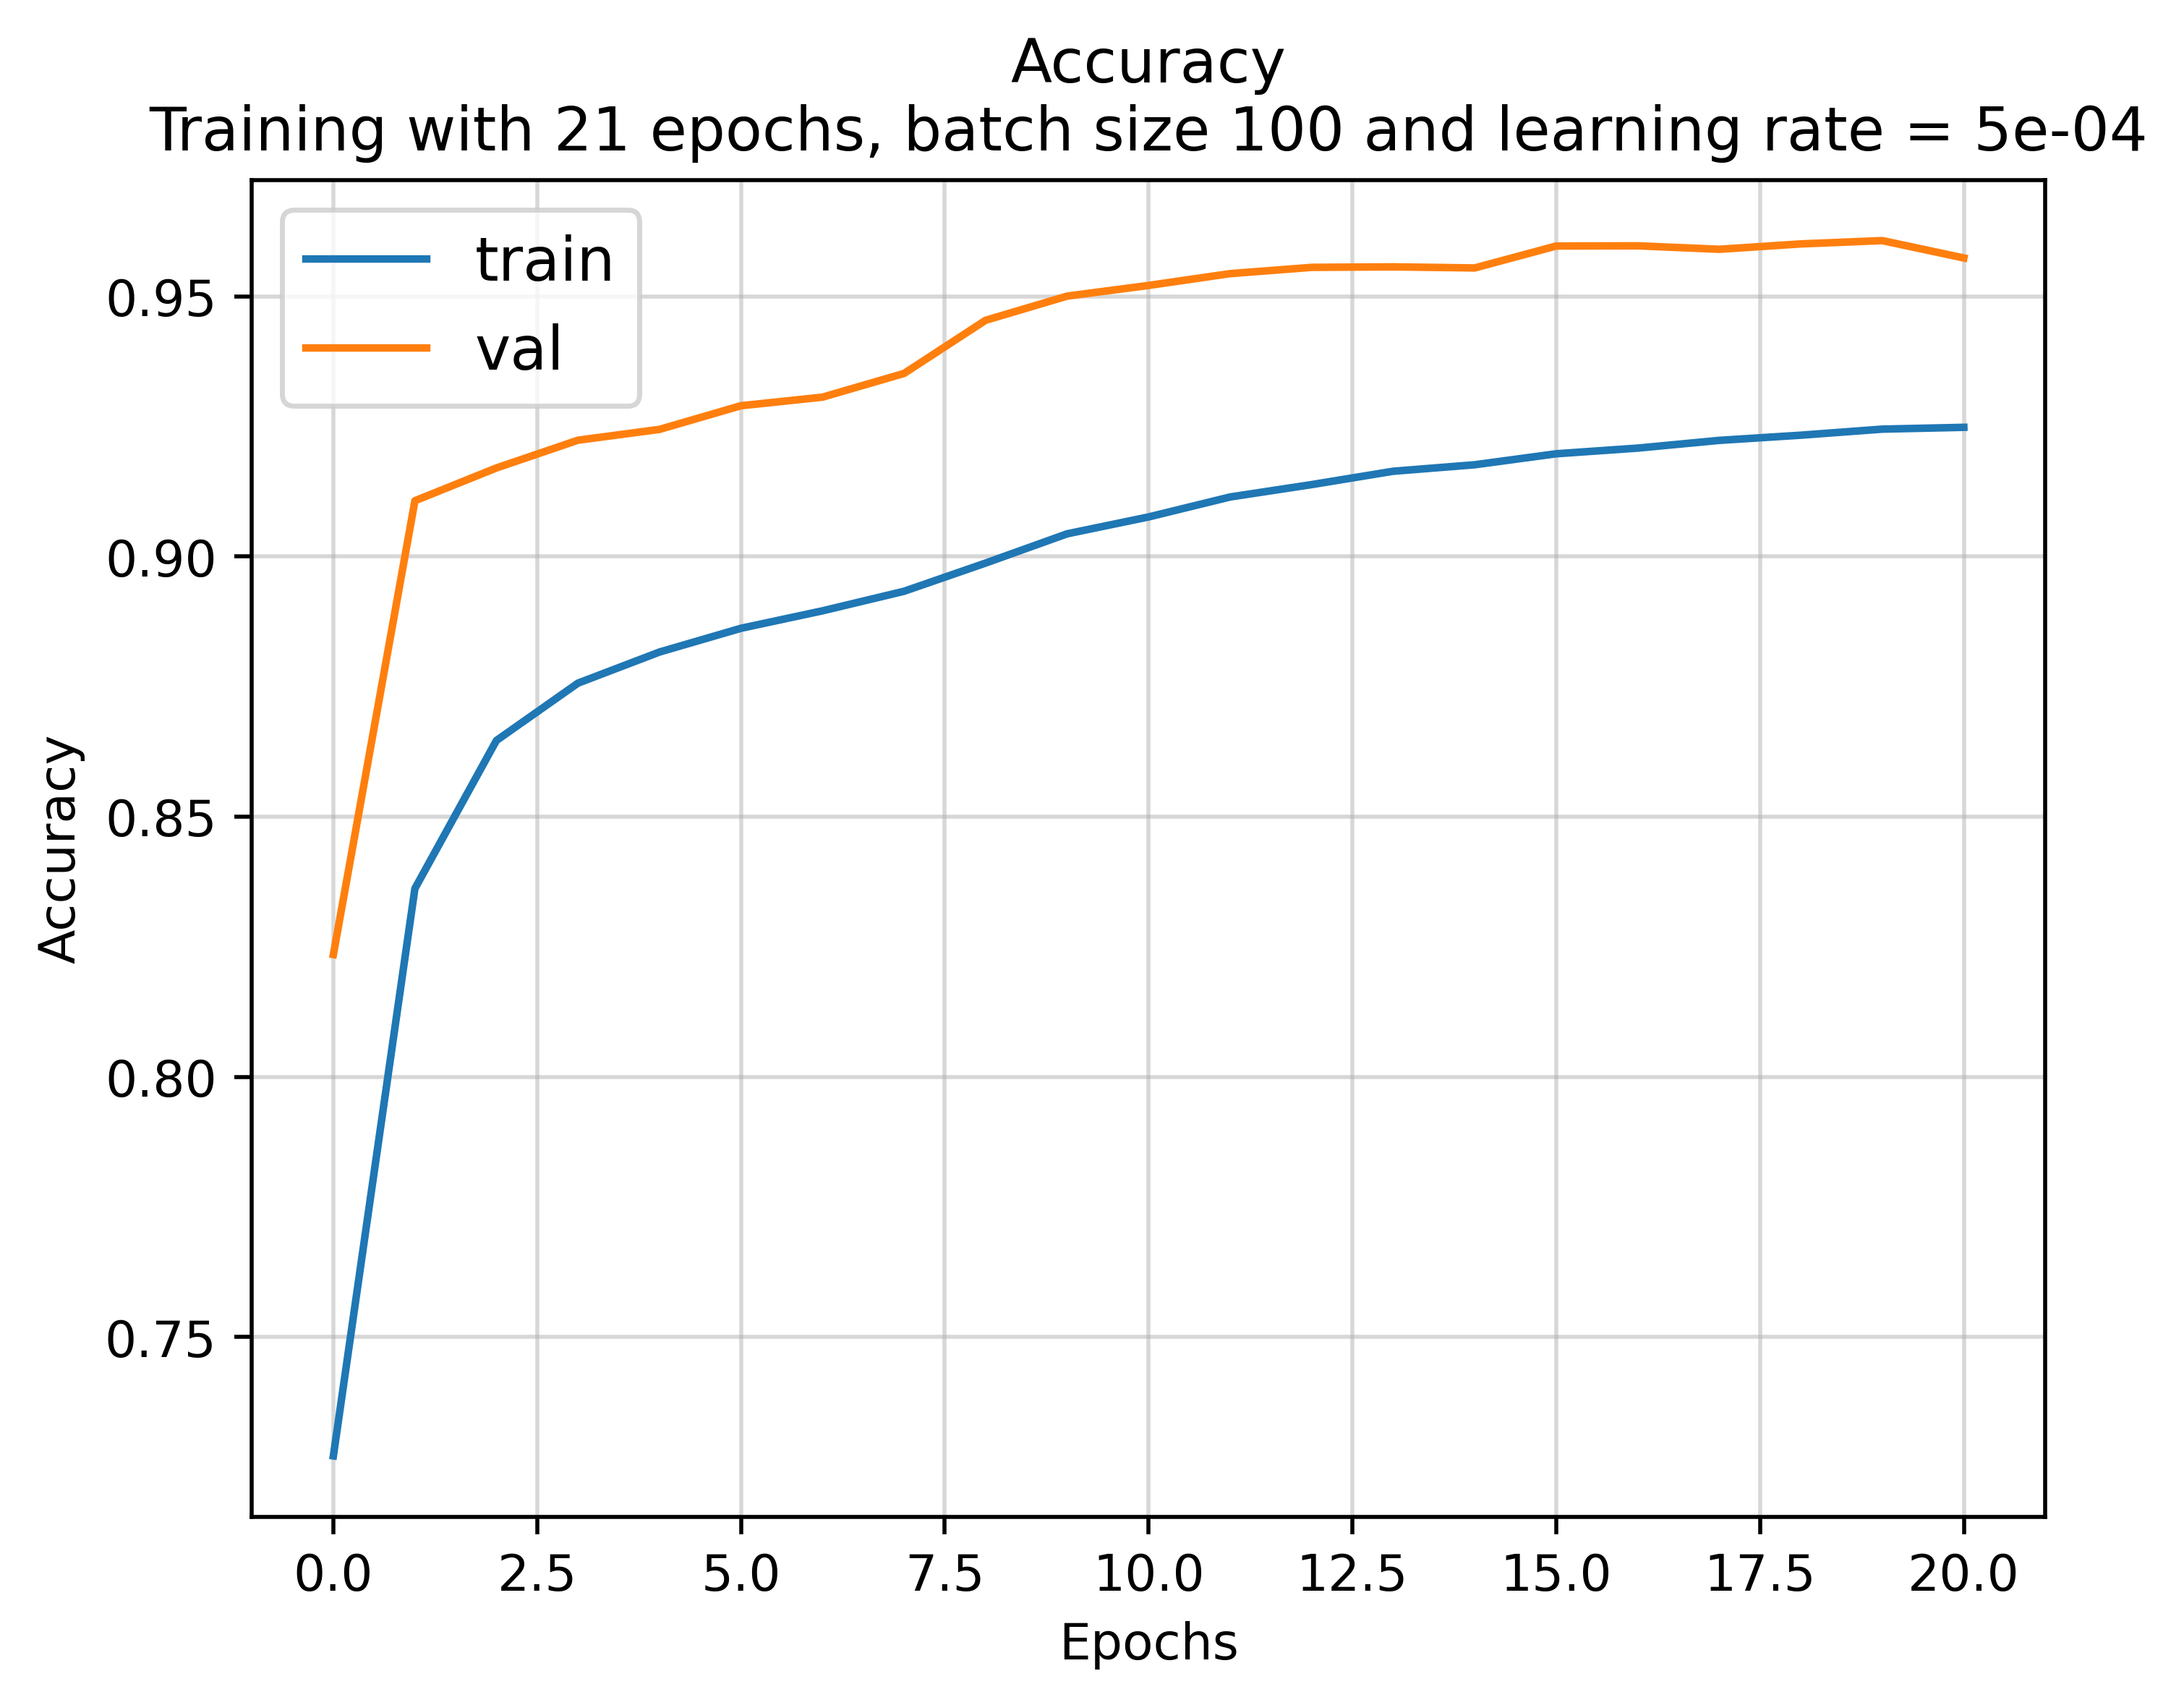 Accuracy
Training with 21 epochs, batch size 100 and learning rate = 5e-04
train
val
0.95
0.90
0.85
0.80
0.75
Accuracy
0.0 2.5 5.0 7.5 10.0 12.5 15.0 17.5 20.0
Epochs